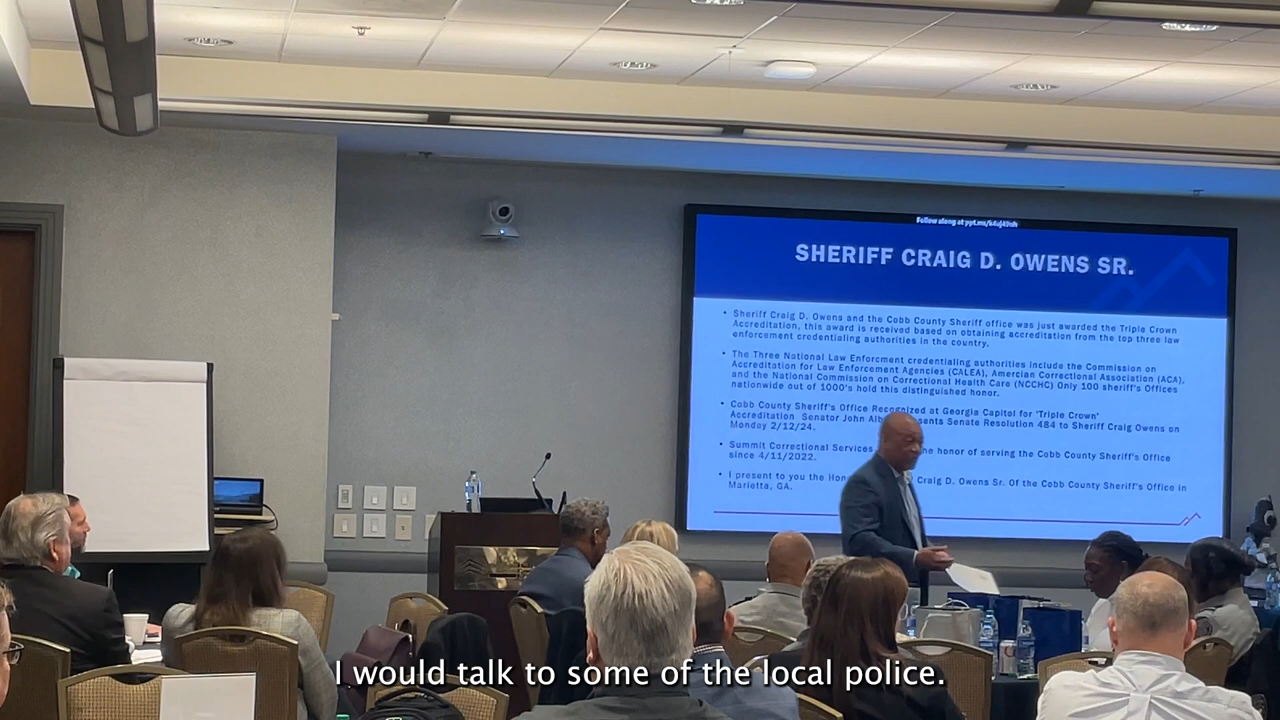 Follow along at
SHERIFF CRAIG D. OWENS SR.
• Sheriff Craig D. Owens and the Cobb County Sheriff office was just awarded the Triple Crown
Accreditation, this award is received based on obtaining accreditation from the top three law
enforcement credentialing authorities in the country.
• The Three National Law Enforcment credentialing authorities include the Commission on
Accreditation for Law Enforcement Agencies (CALEA), Amercian Correctional Association (ACA),
and the National Commission on Correctional Health Care (NCCHC) Only 100 sheriff's Offices
nationwide out of 1000's hold this distinguished honor.
• Cobb County Sheriff's Office Recognized at Georgia Capitol for 'Triple Crown'
Accreditation Senator John Senate Resolution 484 to Sheriff Craig Owens on
Monday 2/12/24.
• Summit Correctional Services honor of serving the Cobb County Sheriff's Office
since 4/11/2022.
• I present to you the Craig D. Owens Sr. Of the Cobb County Sheriff's Office in
Marietta, GA.
I would talk to some of the local police.